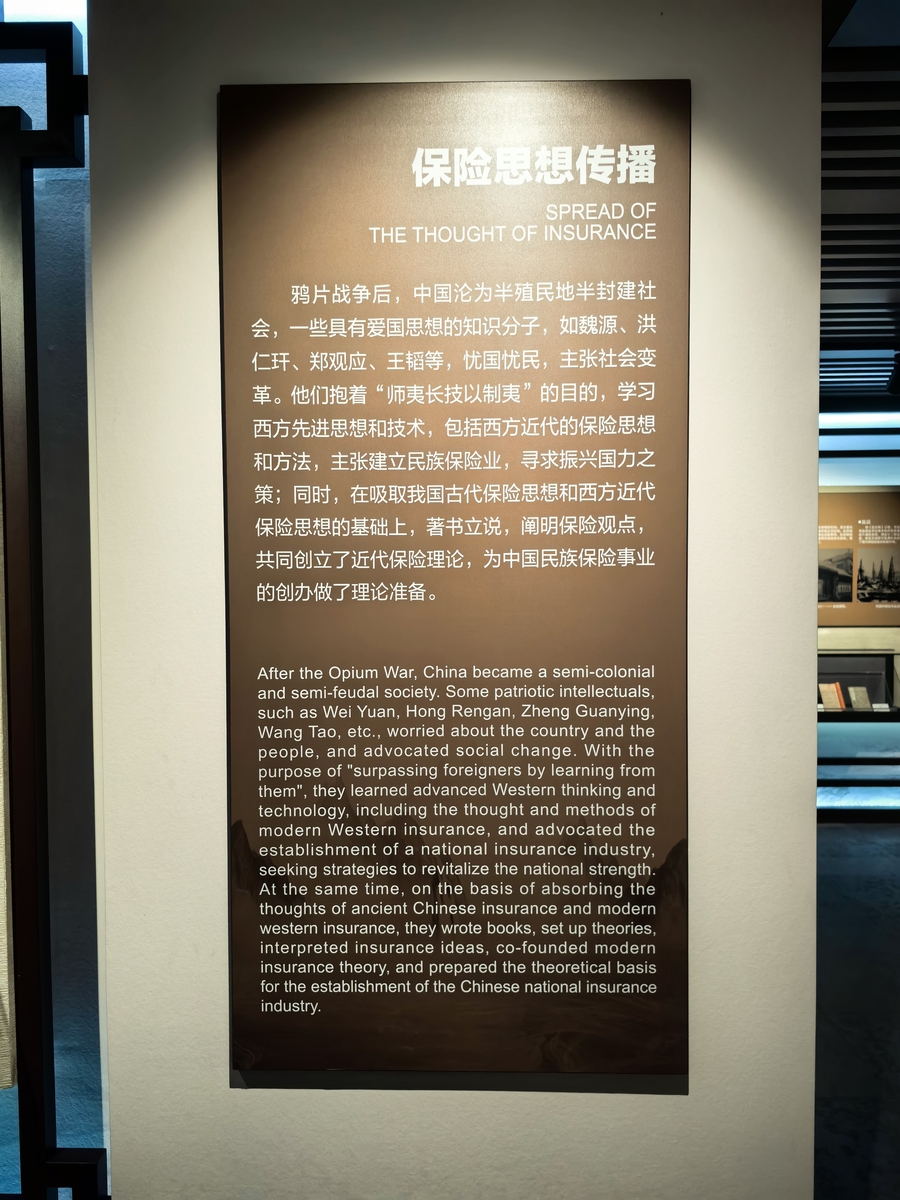 保险思想传播
SPREAD OF
THE THOUGHT OF INSURANCE
鸦片战争后，中国沦为半殖民地半封建社
会，一些具有爱国思想的知识分子，如魏源、洪
仁玕、郑观应、王韬等，忧国忧民，主张社会变
革。他们抱着“师夷长技以制夷”的目的，学习
西方先进思想和技术，包括西方近代的保险思想
和方法，主张建立民族保险业，寻求振兴国力之
策；同时，在吸取我国古代保险思想和西方近代
保险思想的基础上，著书立说，阐明保险观点，
共同创立了近代保险理论，为中国民族保险事业
的创办做了理论准备。
After the Opium War, China became a semi-colonial
and semi-feudal society. Some patriotic intellectuals,
such as Wei Yuan, Hong Rengan, Zheng Guanying,
Wang Tao, etc., worried about the country and the
people, and advocated social change. With the
purpose of "surpassing foreigners by learning from
them", they learned advanced Western thinking and
technology, including the thought and methods of
modern Western insurance, and advocated the
establishment of a national insurance industry,
seeking strategies to revitalize the national strength.
At the same time, on the basis of absorbing the
thoughts of ancient Chinese insurance and modern
western insurance, they wrote books, set up theories,
interpreted insurance ideas, co-founded modern
insurance theory, and prepared the theoretical basis
for the establishment of the Chinese national insurance
industry.